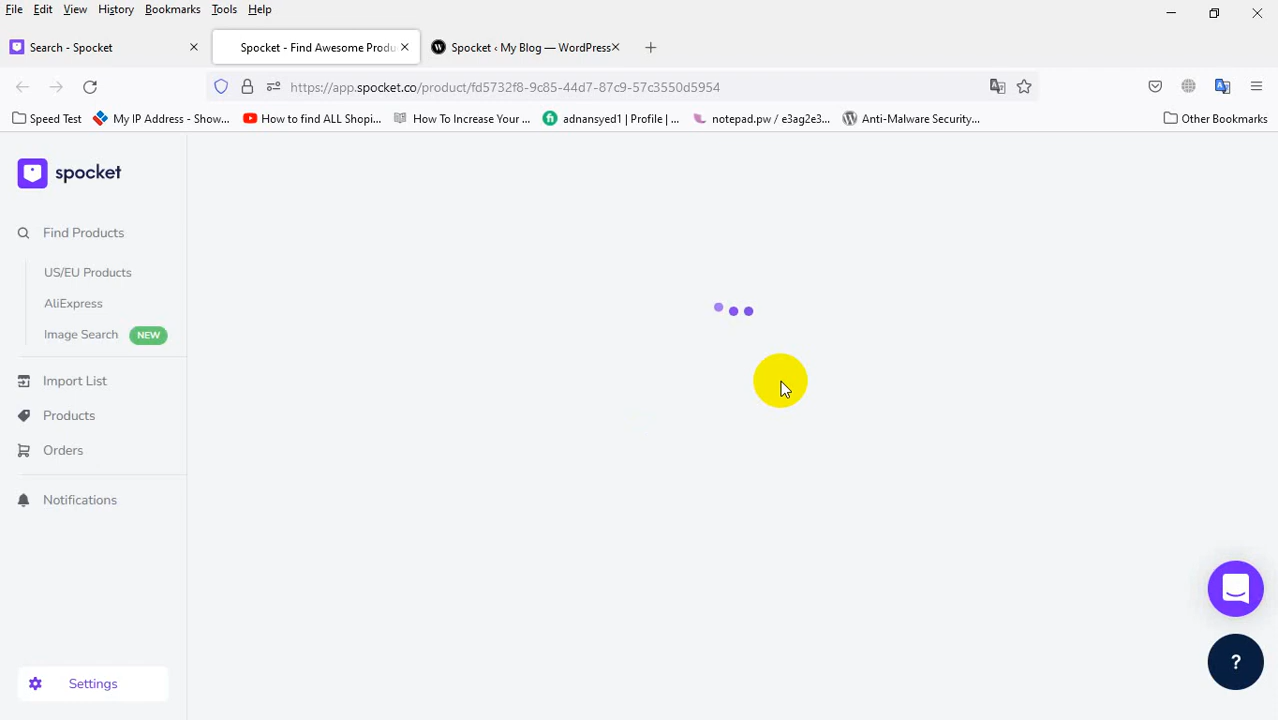 File Edit View History Bookmarks Tools Help
Search - Spocket
Spocket - Find Awesome Produ
Spocket ‹ My Blog — WordPress
https://app.spocket.co/product/fd5732f8-9c85-44d7-87c9-57c3550d5954
Speed Test
My IP Address - Show...
How to find ALL Shopi...
How To Increase Your ...
adnansyed1 | Profile | ...
notepad.pw / e3ag2e3...
Anti-Malware Security...
Other Bookmarks
spocket
Find Products
US/EU Products
AliExpress
Image Search NEW
Import List
Products
Orders
Notifications
Settings
?